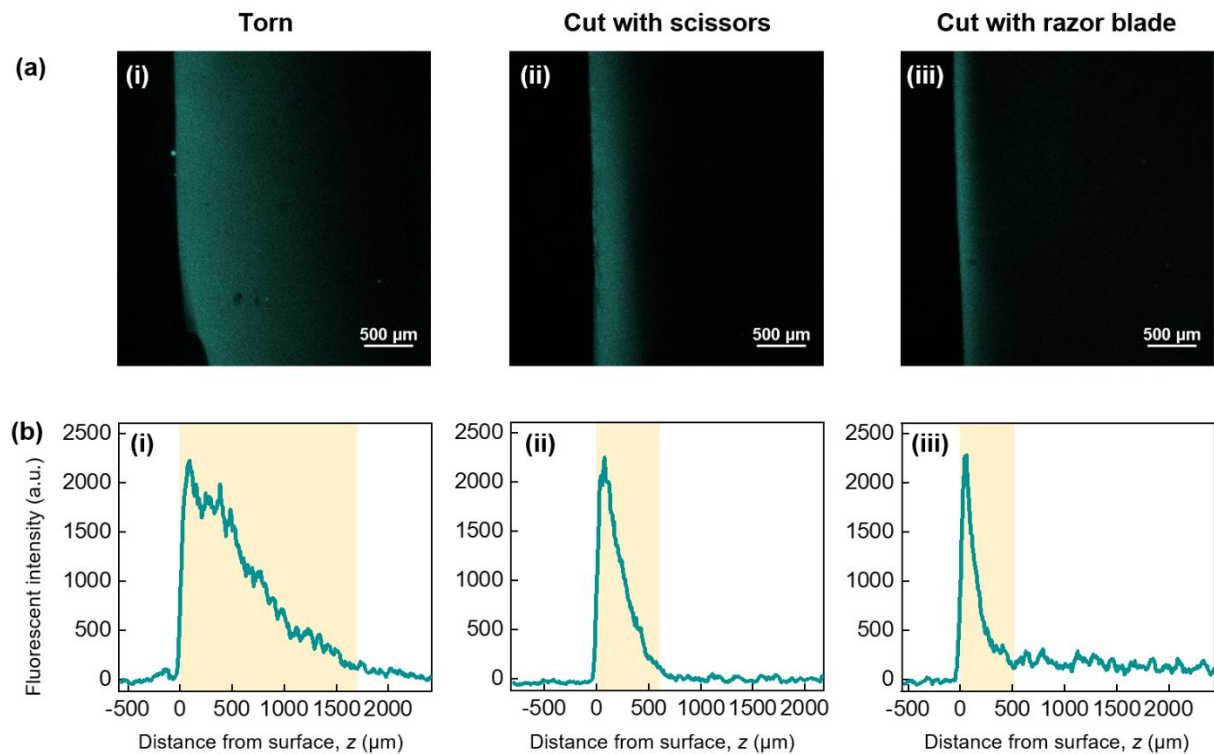 Torn Cut with scissors Cut with razor blade
(a) (i) (ii) (iii)
500 µm 500 µm 500 µm
(b) (i) (ii) (iii)
Fluorescent intensity (a.u.)
2500 2500 2500
2000 2000 2000
1500 1500 1500
1000 1000 1000
500 500 500
0 0 0
-500 0 500 1000 1500 2000 -500 0 500 1000 1500 2000 -500 0 500 1000 1500 2000
Distance from surface, z (µm) Distance from surface, z (µm) Distance from surface, z (µm)